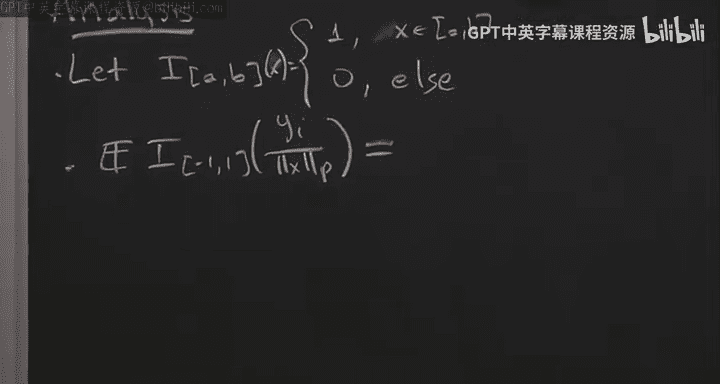 Analysis
GPT中英字幕课程资源 bilibili
· Let I[a,b](x) = { 1, x∈[a,b]
0, else
· 𝔼 I[-1,1](yᵢ/‖x‖ₚ) =